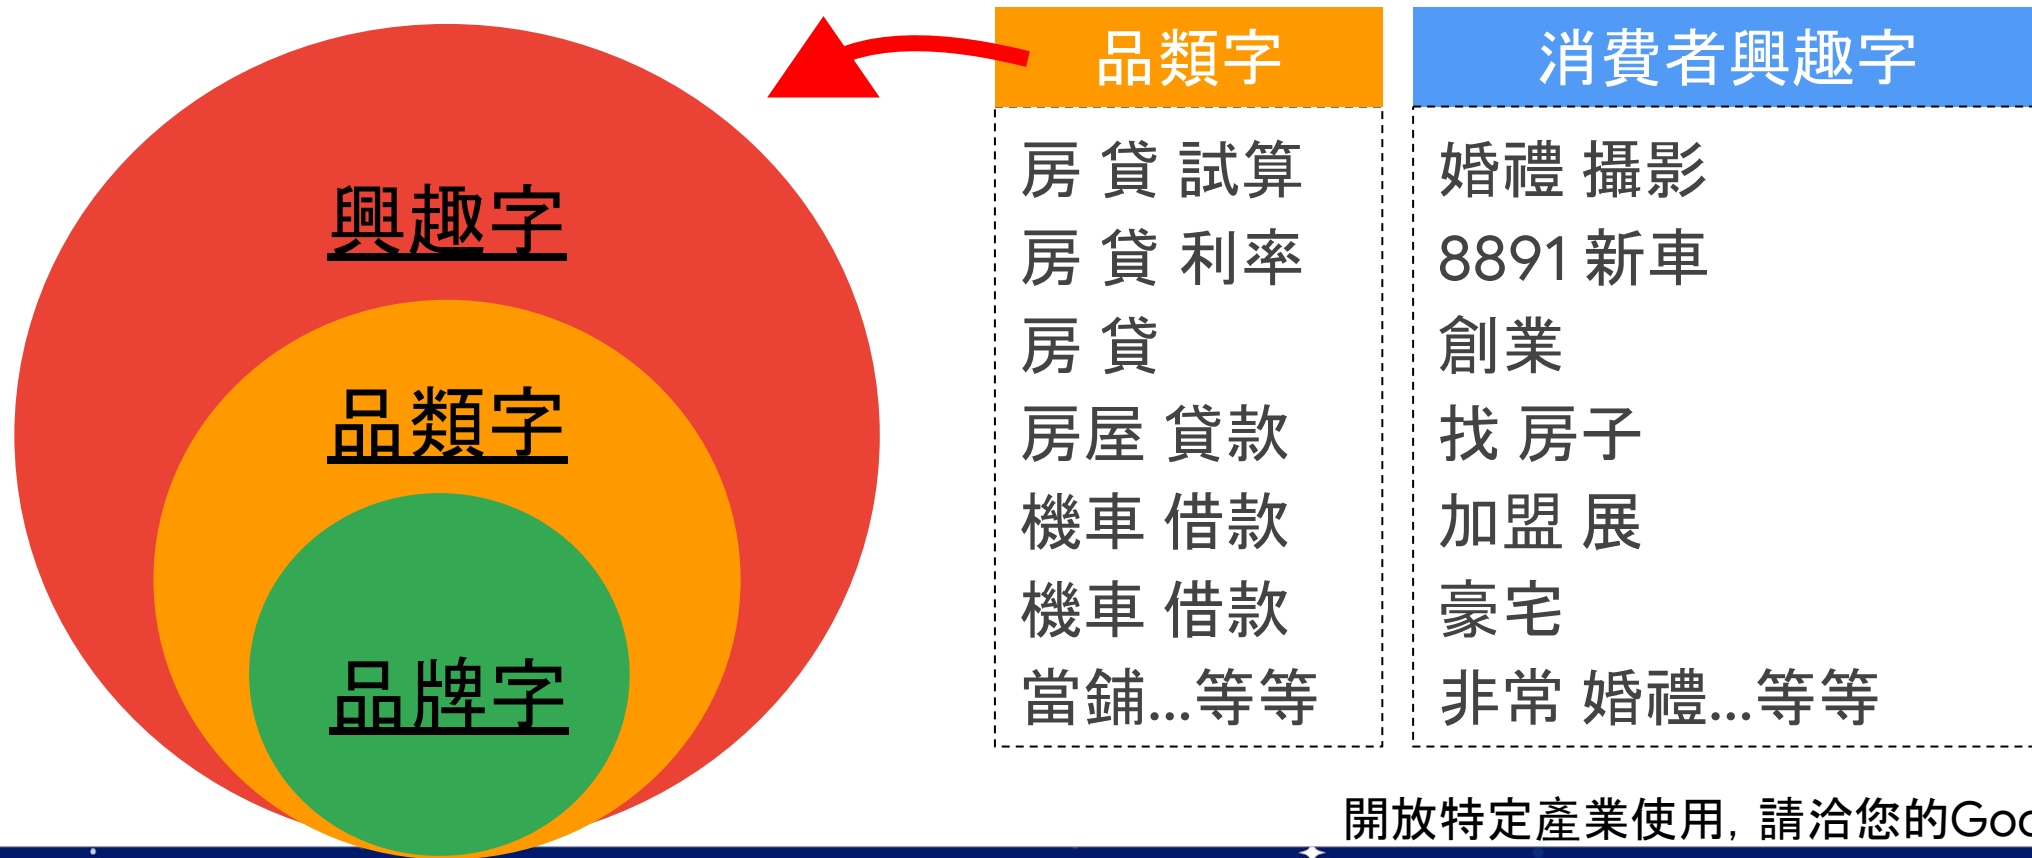 興趣字
品類字
品牌字
品類字
房 貸 試算
房 貸 利率
房 貸
房屋 貸款
機車 借款
機車 借款
當鋪...等等
消費者興趣字
婚禮 攝影
8891 新車
創業
找 房子
加盟 展
豪宅
非常 婚禮...等等
開放特定產業使用, 請洽您的